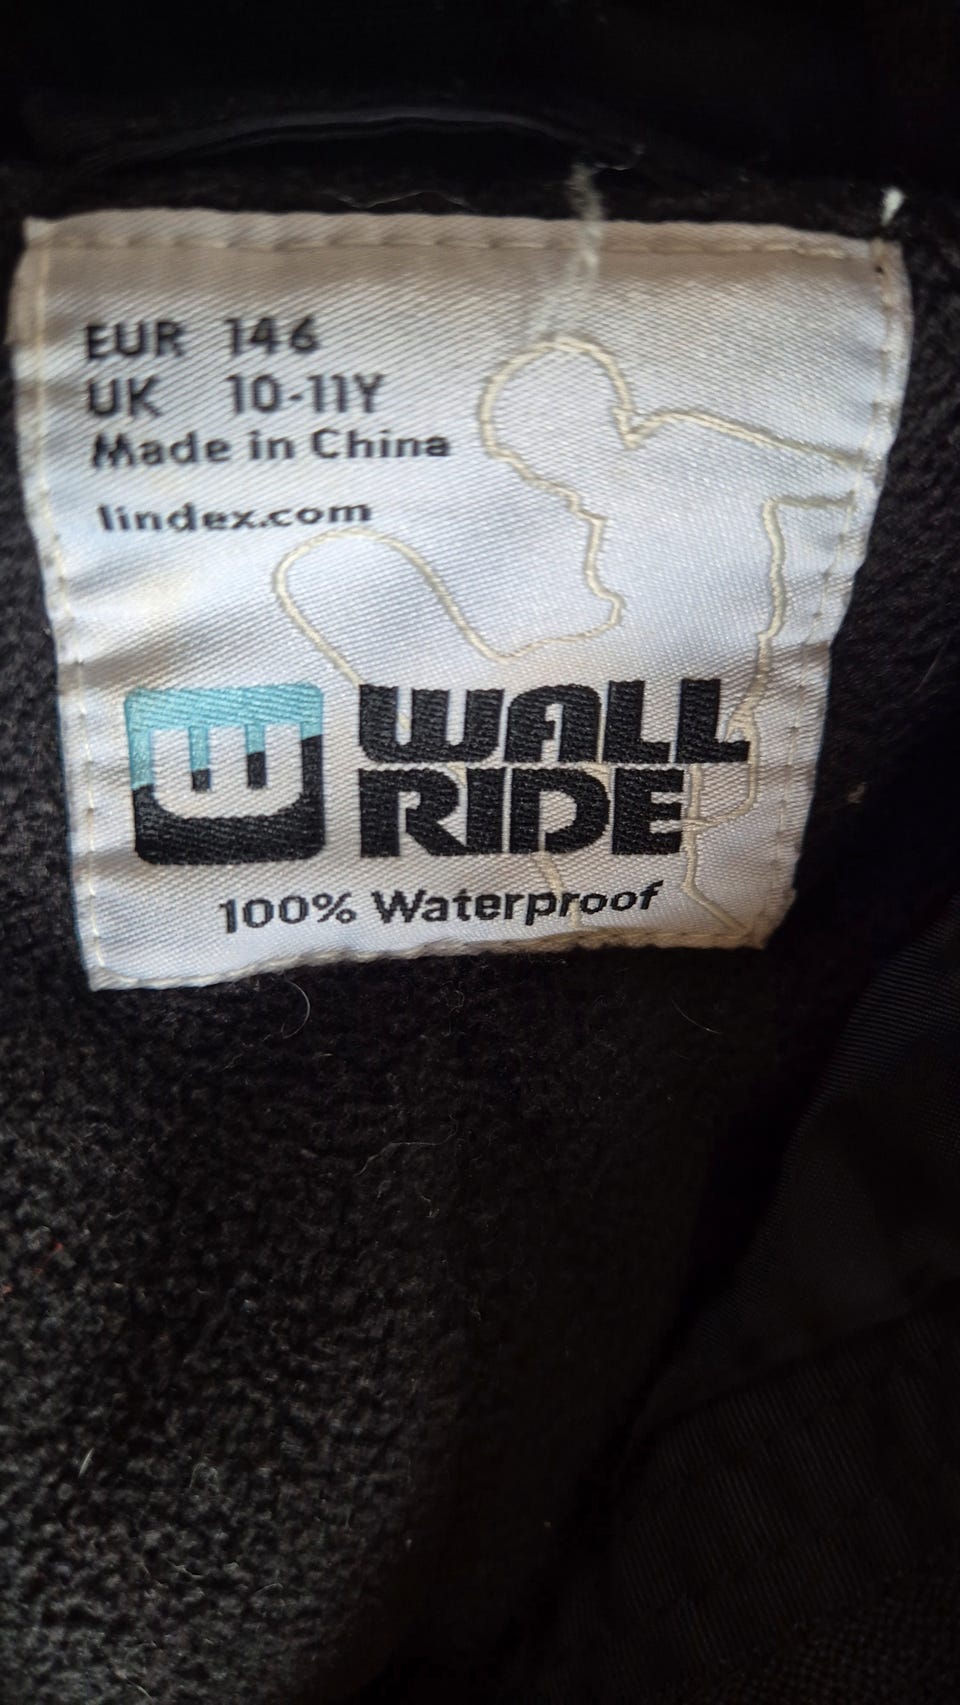 EUR 146
UK 10-11Y
Made in China
lindex.com
W
WALL
RIDE
100% Waterproof